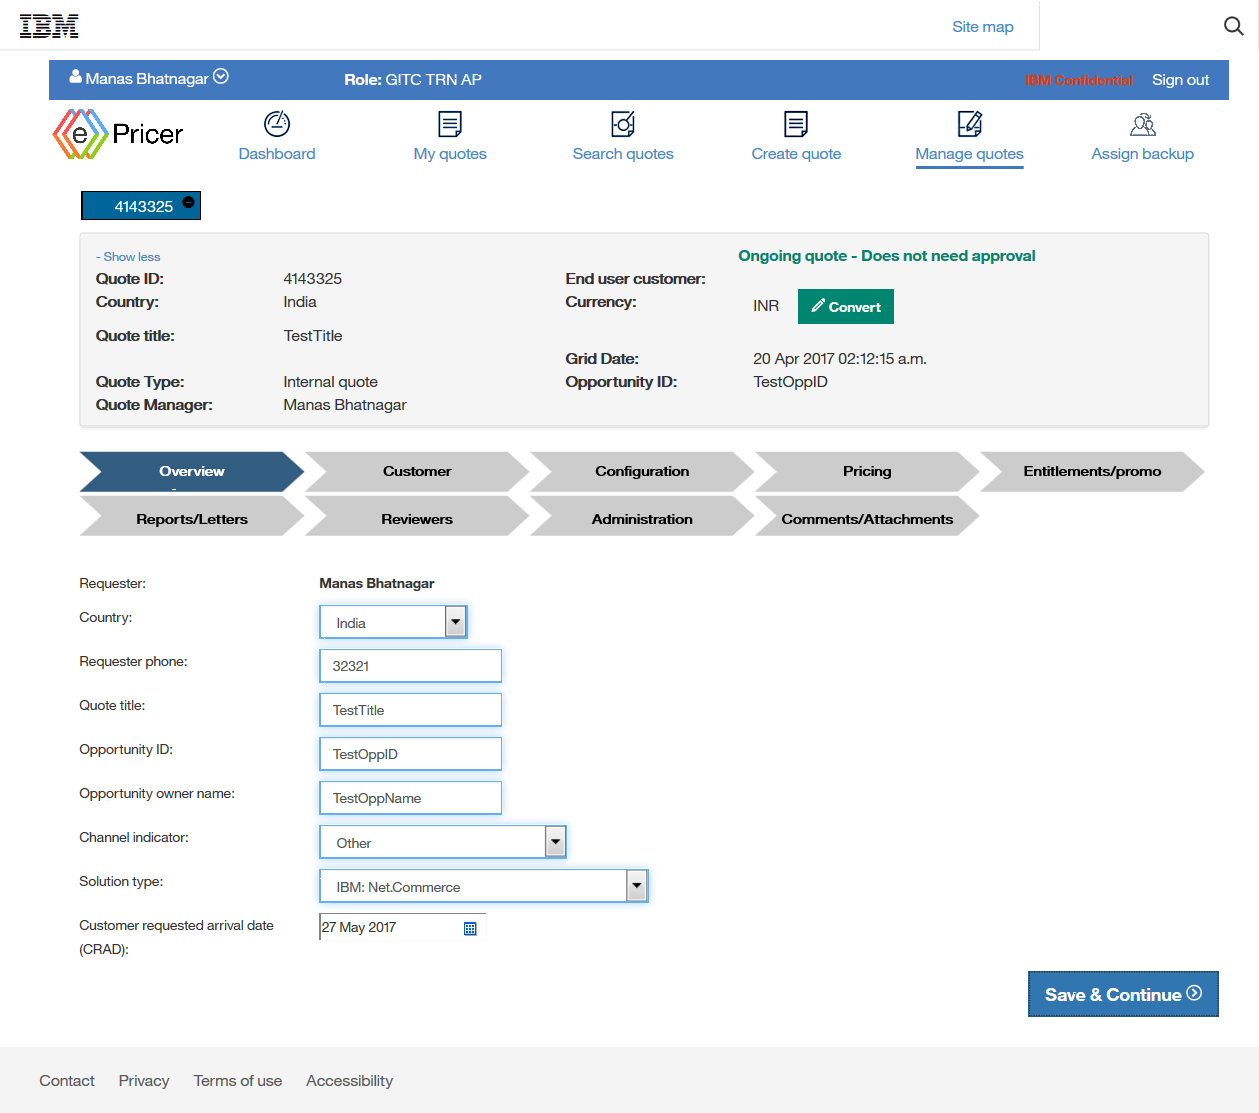 IBM
Site map
Manas Bhatnagar
Role: GITC TRN AP
IBM Confidential
Sign out
e Pricer
Dashboard
My quotes
Search quotes
Create quote
Manage quotes
Assign backup
4143325
- Show less
Ongoing quote - Does not need approval
Quote ID: 4143325
End user customer:
Country: India
Currency: INR
Convert
Quote title: TestTitle
Grid Date: 20 Apr 2017 02:12:15 a.m.
Quote Type: Internal quote
Opportunity ID: TestOppID
Quote Manager: Manas Bhatnagar
Overview
Customer
Configuration
Pricing
Entitlements/promo
Reports/Letters
Reviewers
Administration
Comments/Attachments
Requester: Manas Bhatnagar
Country: India
Requester phone: 32321
Quote title: TestTitle
Opportunity ID: TestOppID
Opportunity owner name: TestOppName
Channel indicator: Other
Solution type: IBM: Net.Commerce
Customer requested arrival date 27 May 2017
(CRAD):
Save & Continue
Contact
Privacy
Terms of use
Accessibility